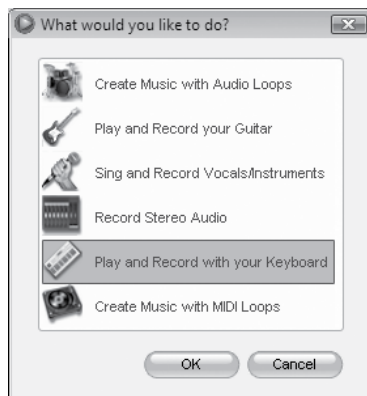 What would you like to do?
Create Music with Audio Loops
Play and Record your Guitar
Sing and Record Vocals/Instruments
Record Stereo Audio
Play and Record with your Keyboard
Create Music with MIDI Loops
OK Cancel